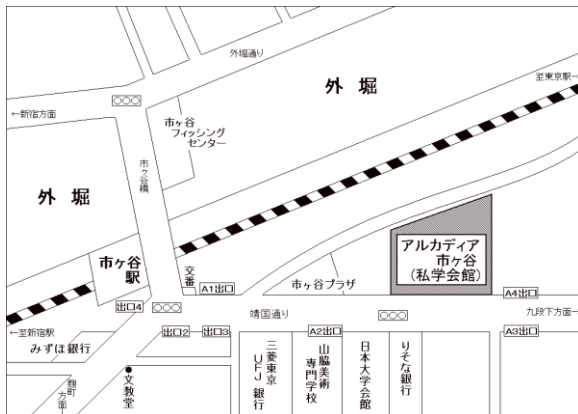 外堀通り
至東京駅→
外 堀
←新宿方面
市ヶ谷
フィッシング
センター
市ヶ谷橋
外 堀
アルカディア
市ヶ谷
(私学会館)
市ヶ谷
駅
交番
A1出口
市ヶ谷プラザ
A4出口
出口4
靖国通り
九段下方面→
←至新宿駅
出口2
出口3
A2出口
A3出口
みずほ銀行
麹町
方面
↓
●文教堂
三菱東京
UFJ銀行
山脇美術
専門学校
日本大学会館
りそな銀行